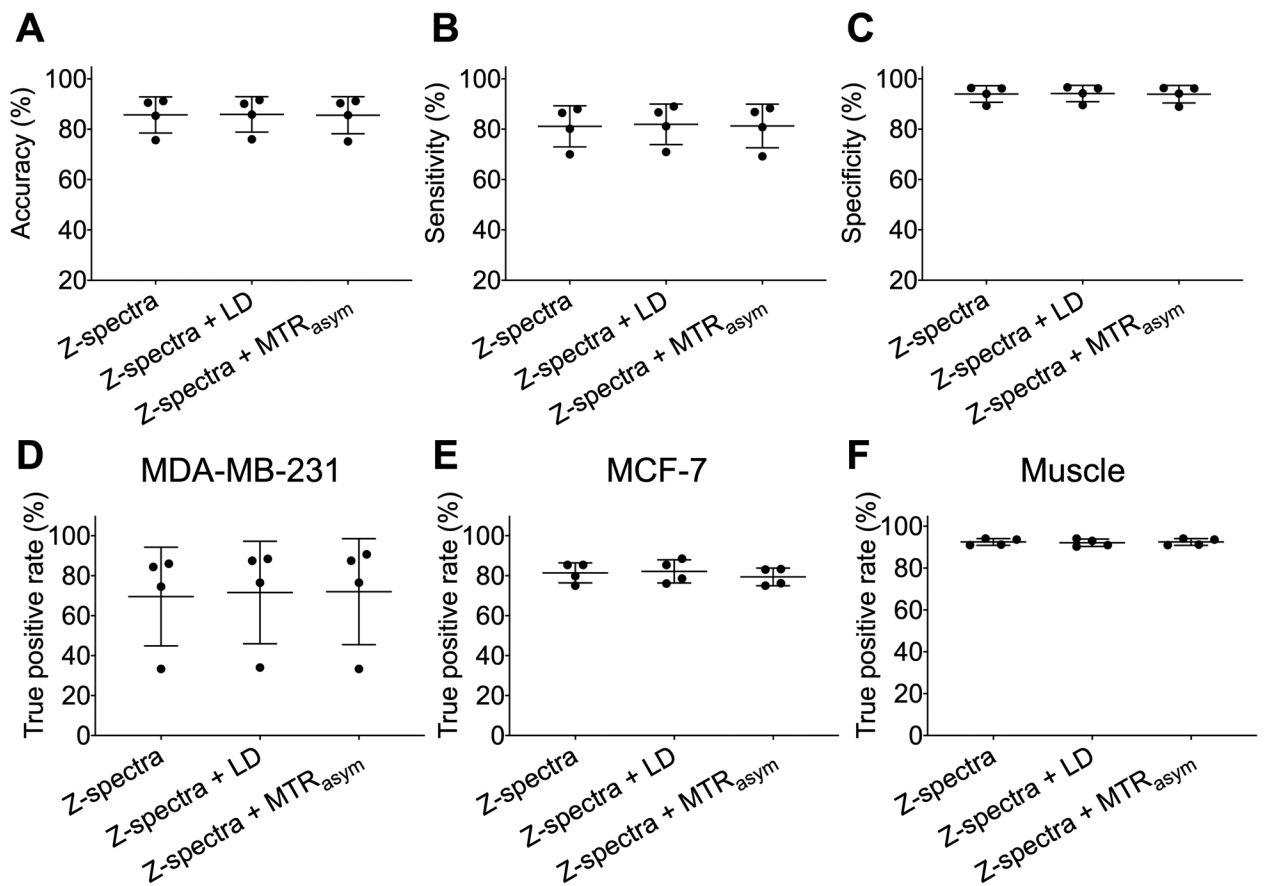 A
Accuracy (%)
100
80
60
40
20
Z-spectra
Z-spectra + LD
Z-spectra + MTRasym
B
Sensitivity (%)
100
80
60
40
20
Z-spectra
Z-spectra + LD
Z-spectra + MTRasym
C
Specificity (%)
100
80
60
40
20
Z-spectra
Z-spectra + LD
Z-spectra + MTRasym
D
MDA-MB-231
True positive rate (%)
100
80
60
40
20
0
Z-spectra
Z-spectra + LD
Z-spectra + MTRasym
E
MCF-7
True positive rate (%)
100
80
60
40
20
0
Z-spectra
Z-spectra + LD
Z-spectra + MTRasym
F
Muscle
True positive rate (%)
100
80
60
40
20
0
Z-spectra
Z-spectra + LD
Z-spectra + MTRasym